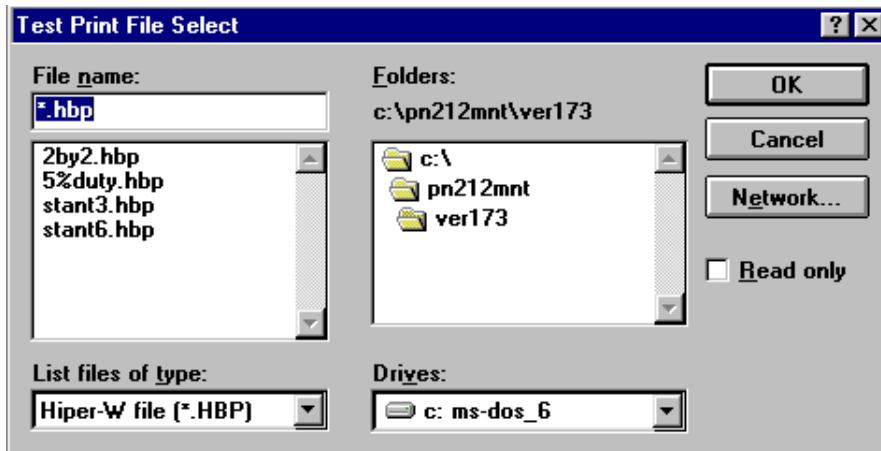 Test Print File Select
File name:
*.hbp
2by2.hbp
5%duty.hbp
stant3.hbp
stant6.hbp
List files of type:
Hiper-W file (*.HBP)
Folders:
c:\pn212mnt\ver173
c:\
pn212mnt
ver173
Drives:
c: ms-dos_6
OK
Cancel
Network...
Read only